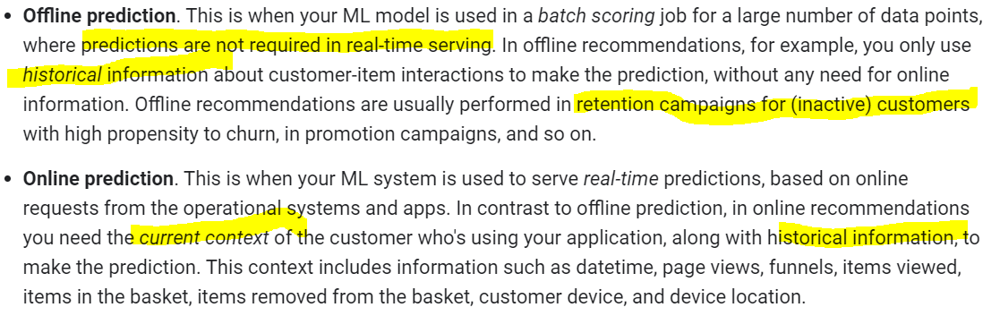 • Offline prediction. This is when your ML model is used in a batch scoring job for a large number of data points,
where predictions are not required in real-time serving. In offline recommendations, for example, you only use
historical information about customer-item interactions to make the prediction, without any need for online
information. Offline recommendations are usually performed in retention campaigns for (inactive) customers
with high propensity to churn, in promotion campaigns, and so on.
• Online prediction. This is when your ML system is used to serve real-time predictions, based on online
requests from the operational systems and apps. In contrast to offline prediction, in online recommendations
you need the current context of the customer who's using your application, along with historical information, to
make the prediction. This context includes information such as datetime, page views, funnels, items viewed,
items in the basket, items removed from the basket, customer device, and device location.